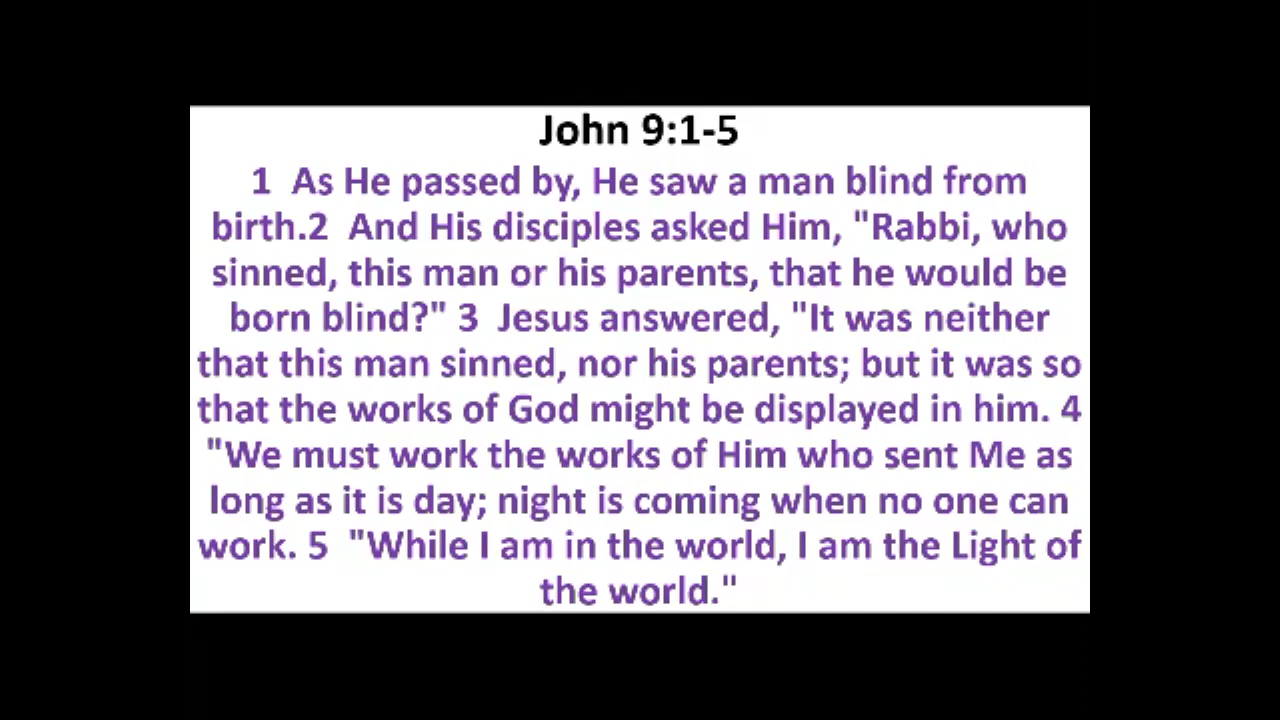 John 9:1-5
1  As He passed by, He saw a man blind from
birth.2  And His disciples asked Him, "Rabbi, who
sinned, this man or his parents, that he would be
born blind?" 3  Jesus answered, "It was neither
that this man sinned, nor his parents; but it was so
that the works of God might be displayed in him. 4
"We must work the works of Him who sent Me as
long as it is day; night is coming when no one can
work. 5  "While I am in the world, I am the Light of
the world."